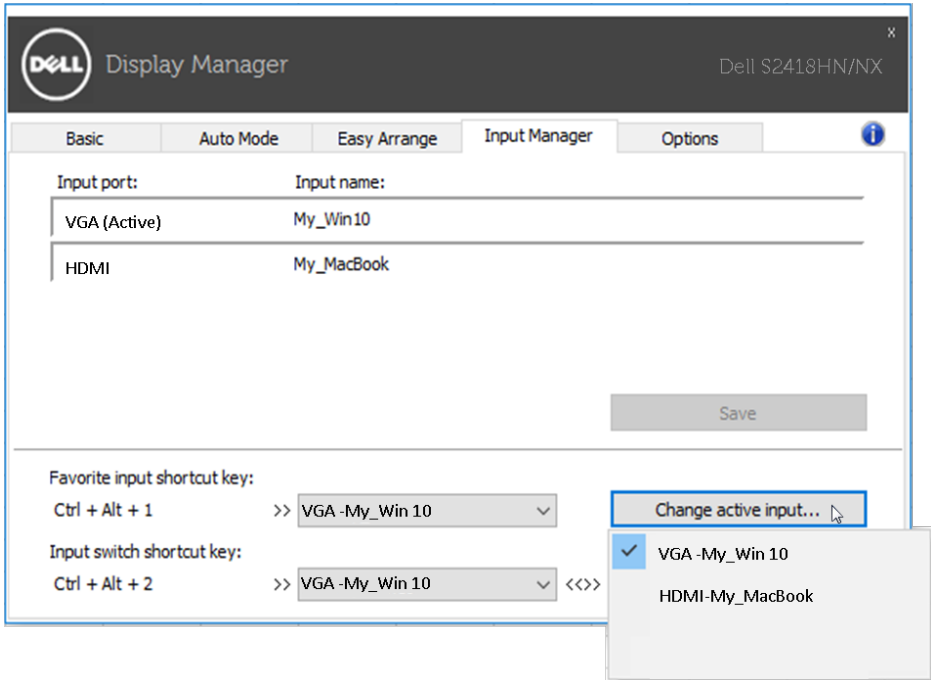 DELL Display Manager
x
Dell S2418HN/NX
Basic Auto Mode Easy Arrange Input Manager Options i
Input port: Input name:
VGA (Active) My_Win10
HDMI My_MacBook
Save
Favorite input shortcut key:
Ctrl + Alt + 1 >> VGA -My_Win 10 Change active input...
Input switch shortcut key:
Ctrl + Alt + 2 >> VGA -My_Win 10 <<>>
VGA -My_Win 10
HDMI-My_MacBook